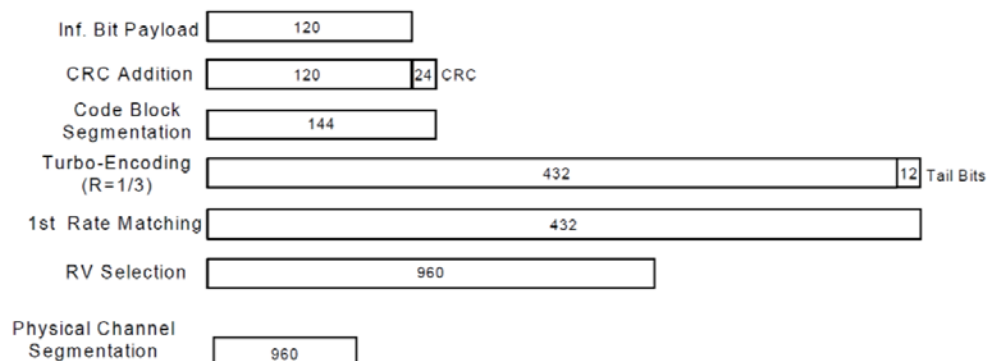 Inf. Bit Payload 120
CRC Addition 120 24 CRC
Code Block
Segmentation 144
Turbo-Encoding
(R=1/3) 432 12 Tail Bits
1st Rate Matching 432
RV Selection 960
Physical Channel
Segmentation 960